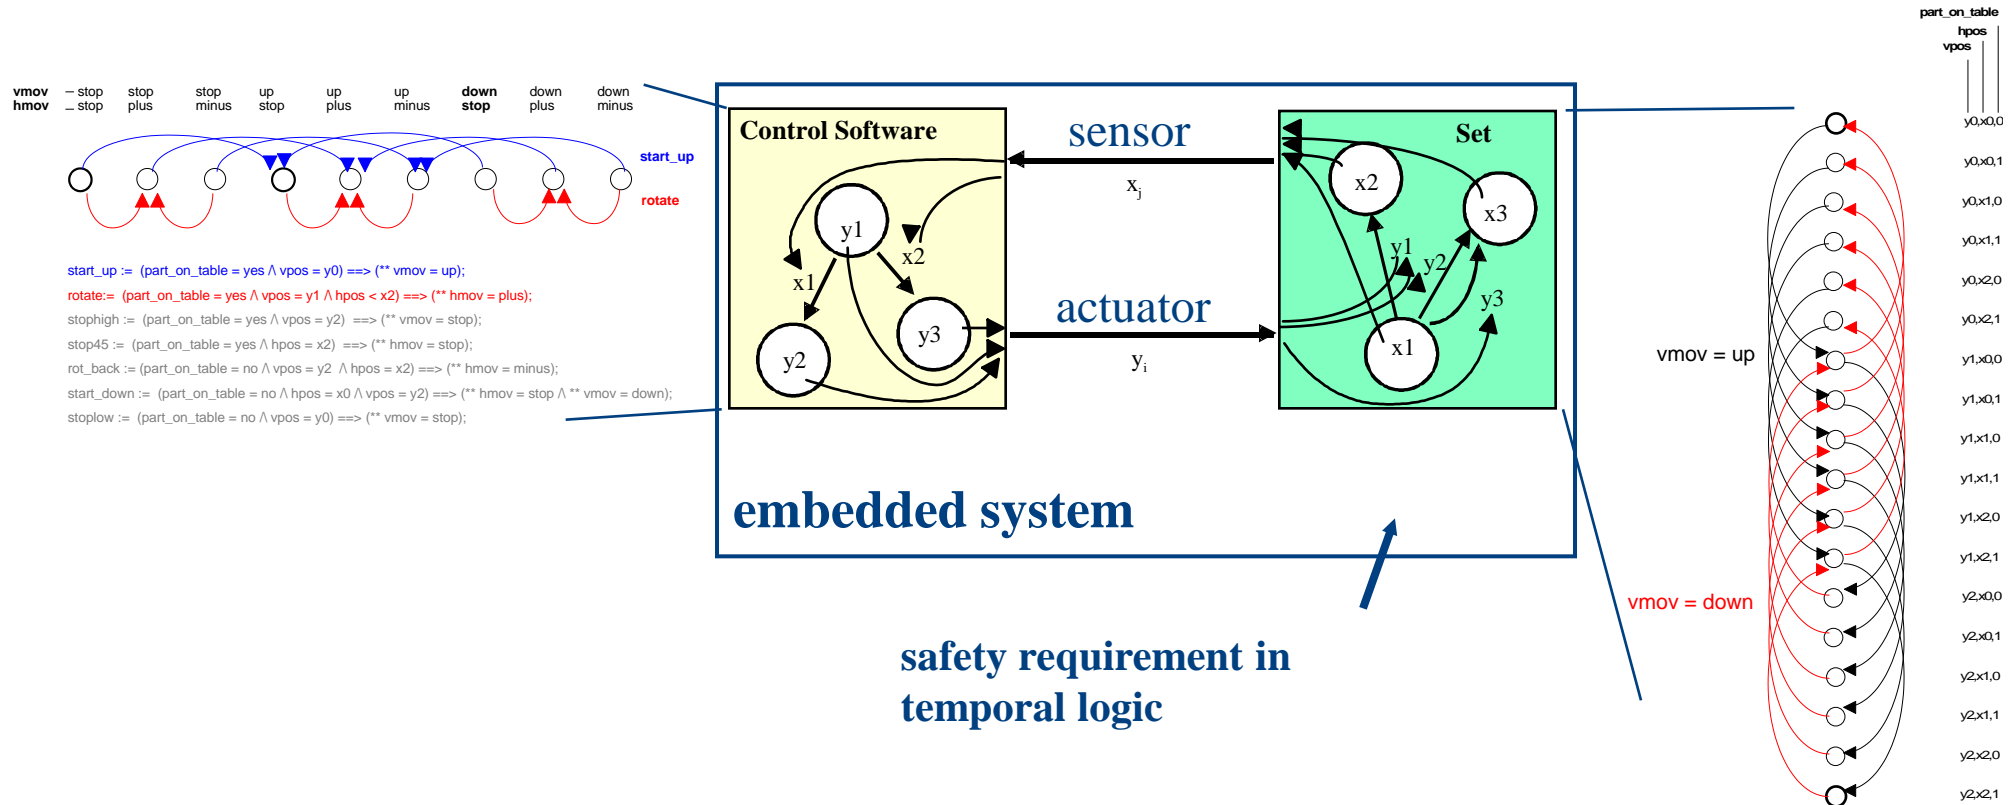 part_on_table
hpos
vpos
vmov – stop stop stop up up up down down down
hmov – stop plus minus stop plus minus stop plus minus
start_up
rotate
start_up := (part_on_table = yes /\ vpos = y0) ==> (** vmov = up);
rotate:= (part_on_table = yes /\ vpos = y1 /\ hpos < x2) ==> (** hmov = plus);
stophigh := (part_on_table = yes /\ vpos = y2) ==> (** vmov = stop);
stop45 := (part_on_table = yes /\ hpos = x2) ==> (** hmov = stop);
rot_back := (part_on_table = no /\ vpos = y2 /\ hpos = x2) ==> (** hmov = minus);
start_down := (part_on_table = no /\ hpos = x0 /\ vpos = y2) ==> (** hmov = stop /\ ** vmov = down);
stoplow := (part_on_table = no /\ vpos = y0) ==> (** vmov = stop);
Control Software
y1
x2
x1
y3
y2
sensor
xj
actuator
yi
Set
x2
x3
y1
y2
y3
x1
embedded system
safety requirement in
temporal logic
vmov = up
vmov = down
y0,x0,0
y0,x0,1
y0,x1,0
y0,x1,1
y0,x2,0
y0,x2,1
y1,x0,0
y1,x0,1
y1,x1,0
y1,x1,1
y1,x2,0
y1,x2,1
y2,x0,0
y2,x0,1
y2,x1,0
y2,x1,1
y2,x2,0
y2,x2,1